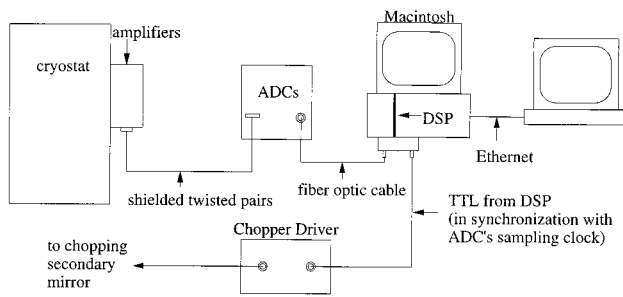 Macintosh
amplifiers
cryostat
ADCs
DSP
Ethernet
shielded twisted pairs
fiber optic cable
TTL from DSP
(in synchronization with
ADC's sampling clock)
Chopper Driver
to chopping
secondary
mirror